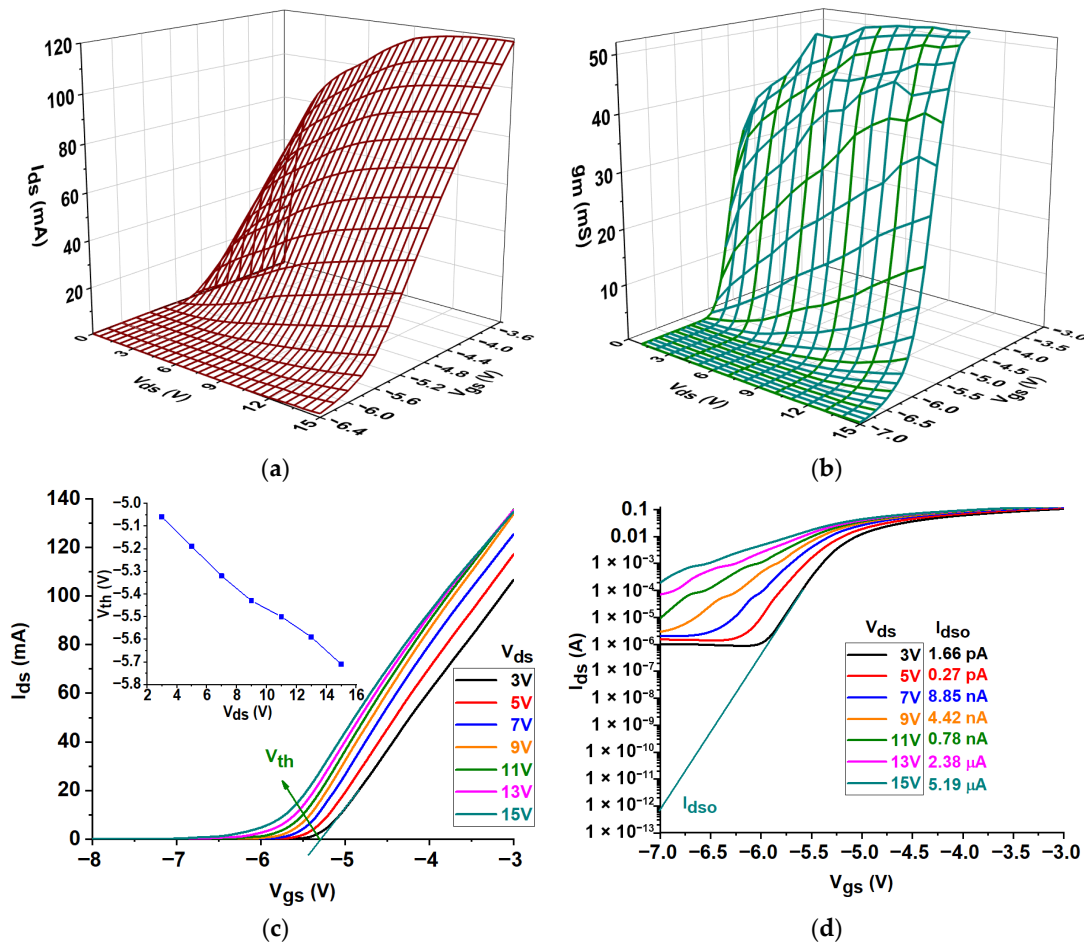 120
100
80
60
40
20
Ids (mA)
0
3
6
9
12
15
Vds (V)
−3.6
−4.0
−4.4
−4.8
−5.2
−5.6
−6.0
−6.4
Vgs (V)
(a)
50
40
30
20
10
gm (mS)
0
3
6
9
12
15
Vds (V)
−3.0
−3.5
−4.0
−4.5
−5.0
−5.5
−6.0
−6.5
−7.0
Vgs (V)
(b)
140
120
100
80
60
40
20
0
Ids (mA)
−8
−7
−6
−5
−4
−3
Vgs (V)
−5.0
−5.1
−5.2
−5.3
−5.4
−5.5
−5.6
−5.7
−5.8
Vth (V)
2 4 6 8 10 12 14 16
Vds (V)
Vth
Vds
3V
5V
7V
9V
11V
13V
15V
(c)
0.1
0.01
1 × 10−3
1 × 10−4
1 × 10−5
1 × 10−6
1 × 10−7
1 × 10−8
1 × 10−9
1 × 10−10
1 × 10−11
1 × 10−12
1 × 10−13
Ids (A)
−7.0 −6.5 −6.0 −5.5 −5.0 −4.5 −4.0 −3.5 −3.0
Vgs (V)
Idso
Vds Idso
3V 1.66 pA
5V 0.27 pA
7V 8.85 nA
9V 4.42 nA
11V 0.78 nA
13V 2.38 μA
15V 5.19 μA
(d)